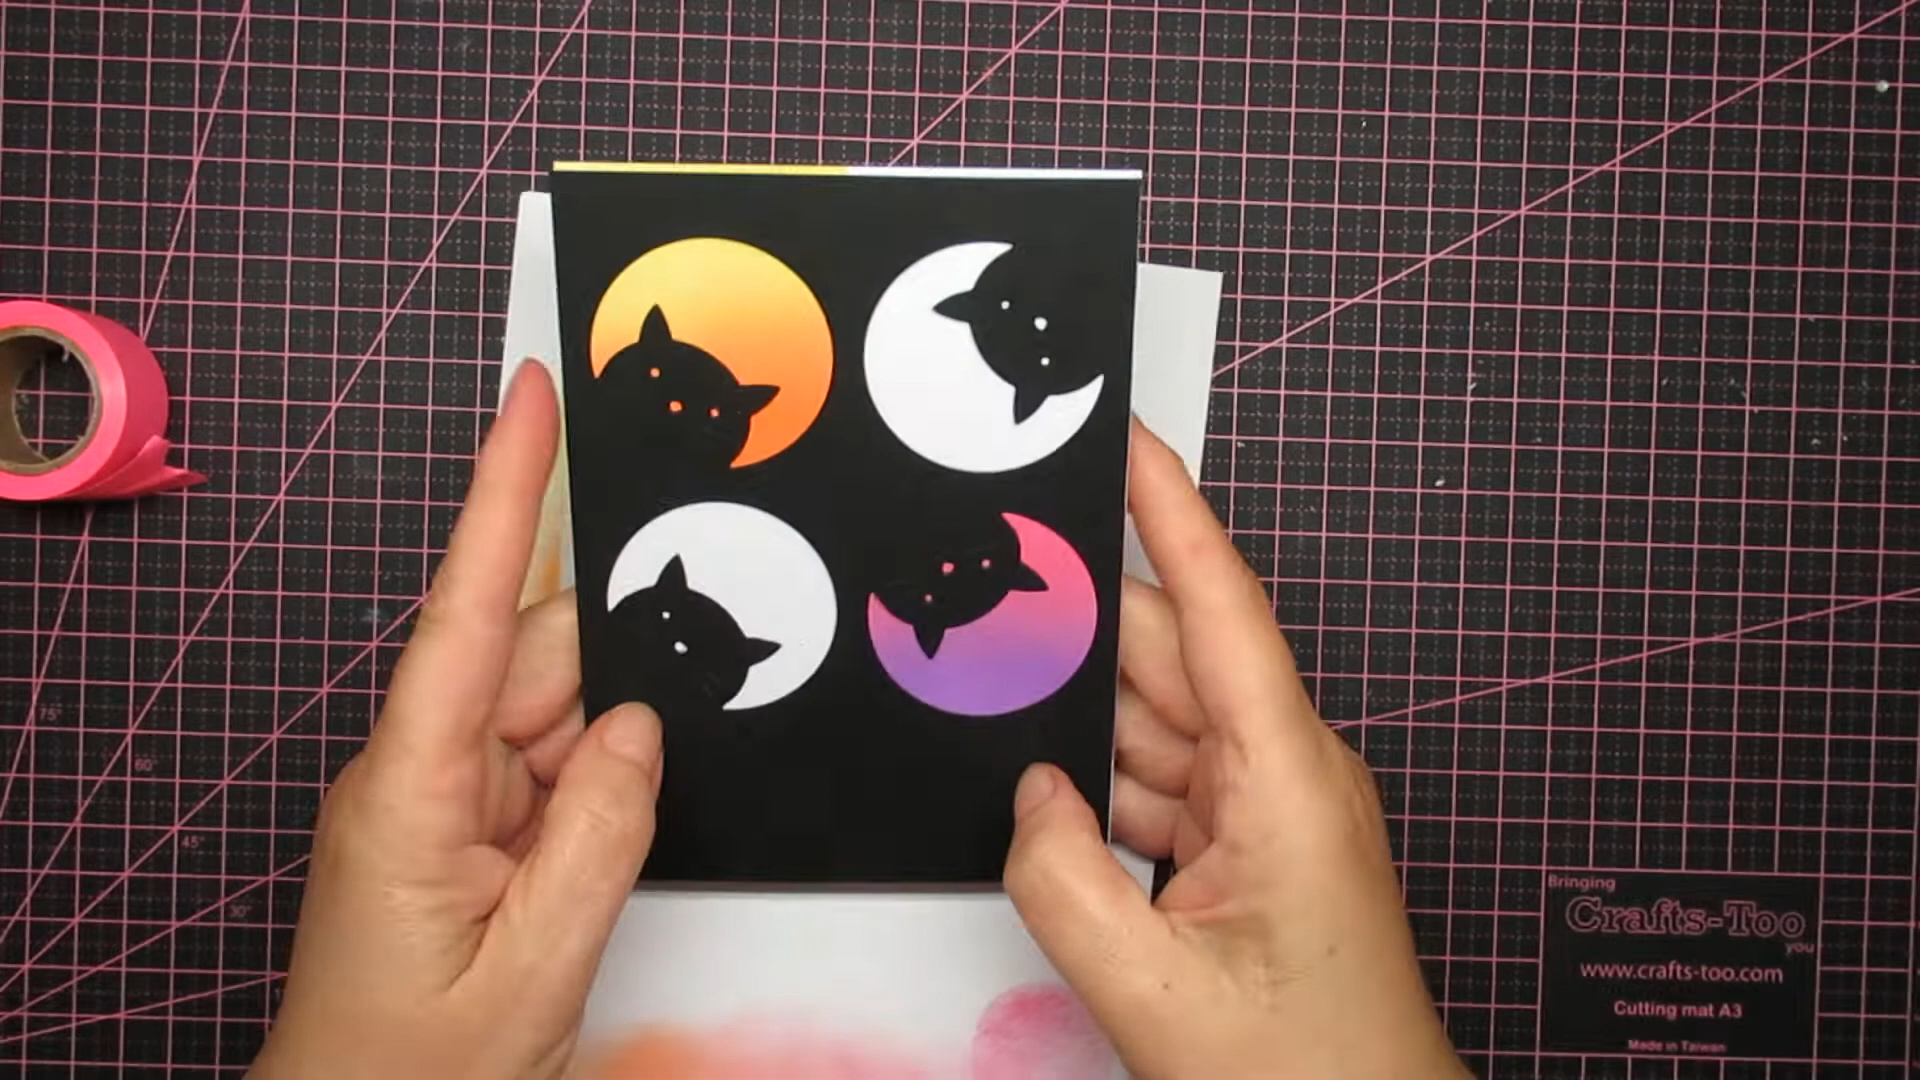 75°
60°
45°
30°
Bringing
Crafts-Too
you
www.crafts-too.com
Cutting mat A3
Made in Taiwan